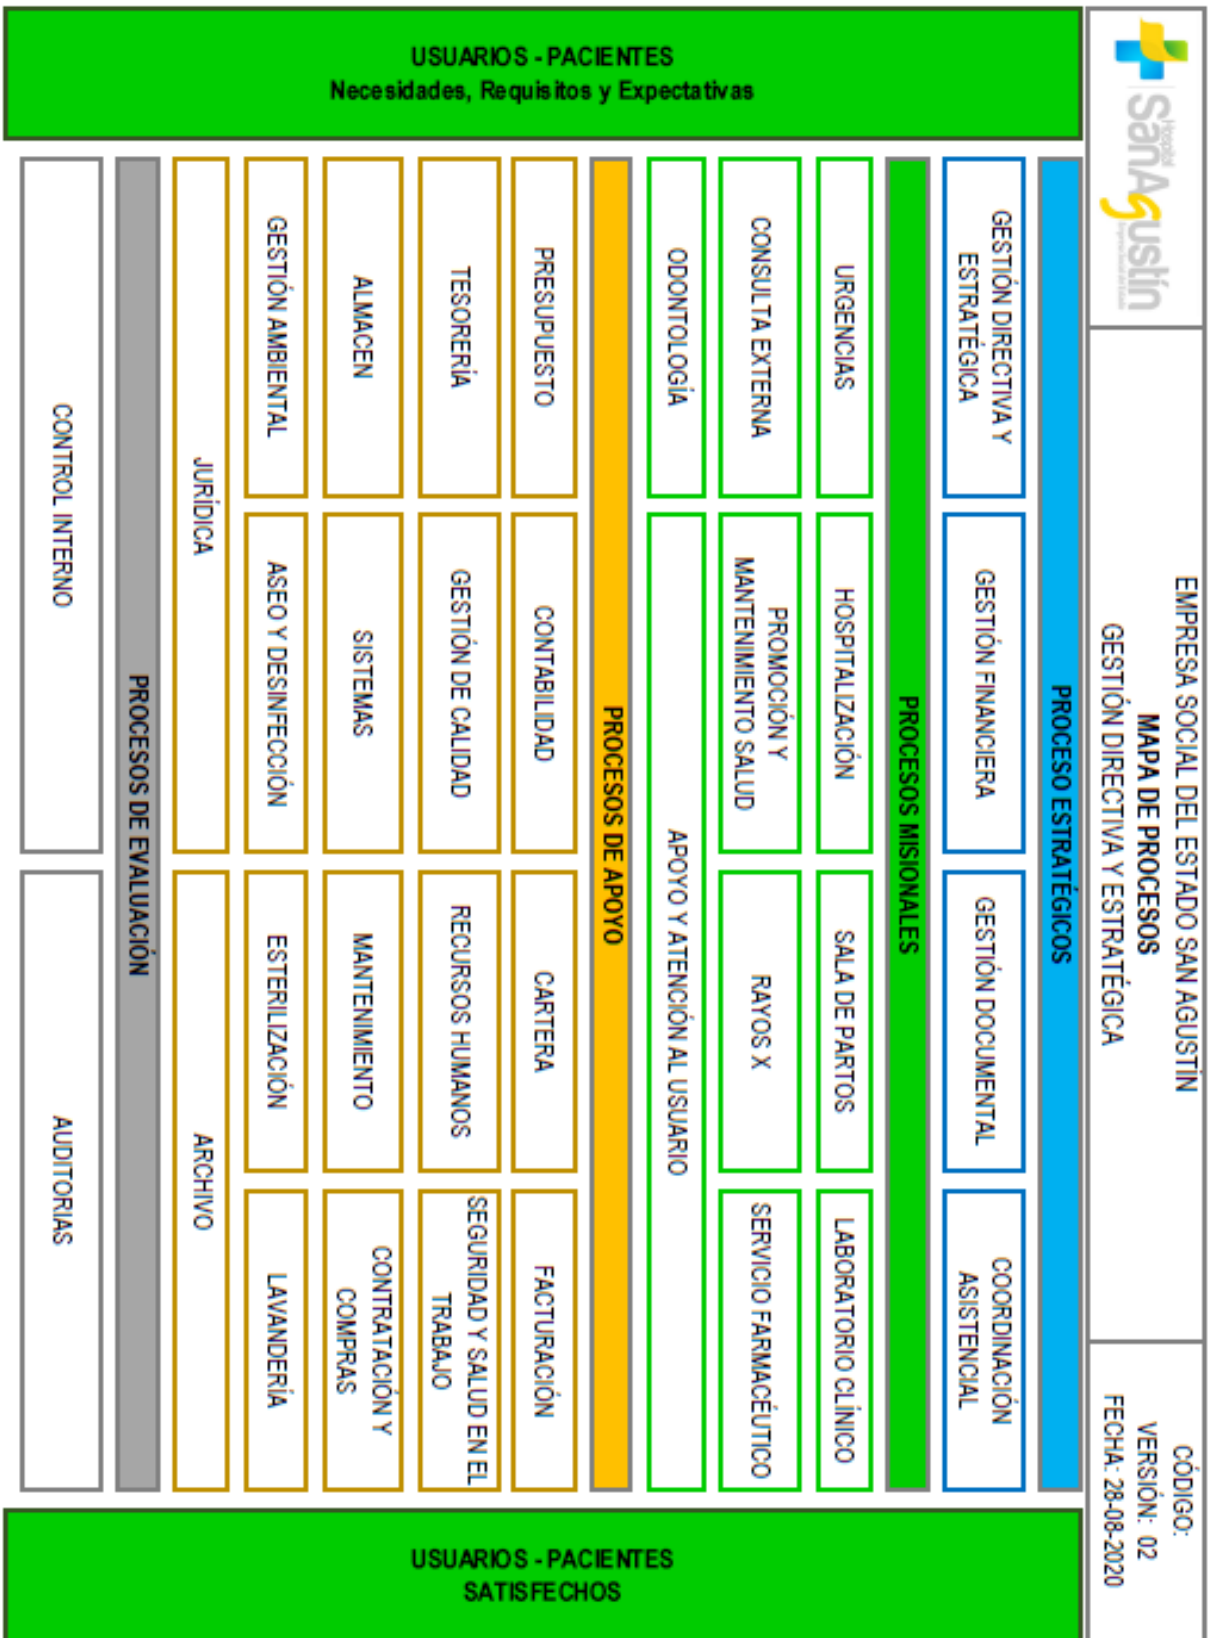 Hospital
SanAgustín
Empresa Social del Estado
EMPRESA SOCIAL DEL ESTADO SAN AGUSTÍN
MAPA DE PROCESOS
GESTIÓN DIRECTIVA Y ESTRATÉGICA
CÓDIGO:
VERSIÓN: 02
FECHA: 28-08-2020
USUARIOS - PACIENTES
Necesidades, Requisitos y Expectativas
PROCESO ESTRATÉGICOS
GESTIÓN DIRECTIVA Y
ESTRATÉGICA
GESTIÓN FINANCIERA
GESTIÓN DOCUMENTAL
COORDINACIÓN
ASISTENCIAL
PROCESOS MISIONALES
URGENCIAS
HOSPITALIZACIÓN
SALA DE PARTOS
LABORATORIO CLÍNICO
CONSULTA EXTERNA
PROMOCIÓN Y
MANTENIMIENTO SALUD
RAYOS X
SERVICIO FARMACÉUTICO
ODONTOLOGÍA
APOYO Y ATENCIÓN AL USUARIO
PROCESOS DE APOYO
PRESUPUESTO
CONTABILIDAD
CARTERA
FACTURACIÓN
TESORERÍA
GESTIÓN DE CALIDAD
RECURSOS HUMANOS
SEGURIDAD Y SALUD EN EL
TRABAJO
ALMACEN
SISTEMAS
MANTENIMIENTO
CONTRATACIÓN Y
COMPRAS
GESTIÓN AMBIENTAL
ASEO Y DESINFECCIÓN
ESTERILIZACIÓN
LAVANDERÍA
JURÍDICA
ARCHIVO
PROCESOS DE EVALUACIÓN
CONTROL INTERNO
AUDITORIAS
USUARIOS - PACIENTES
SATISFECHOS